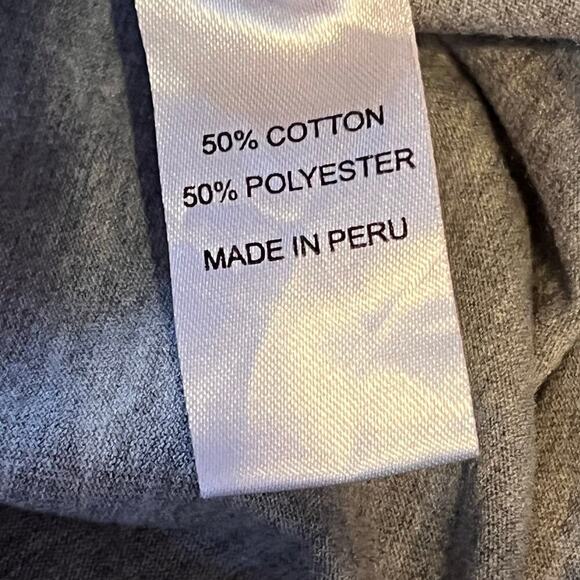 50% COTTON
50% POLYESTER
MADE IN PERU